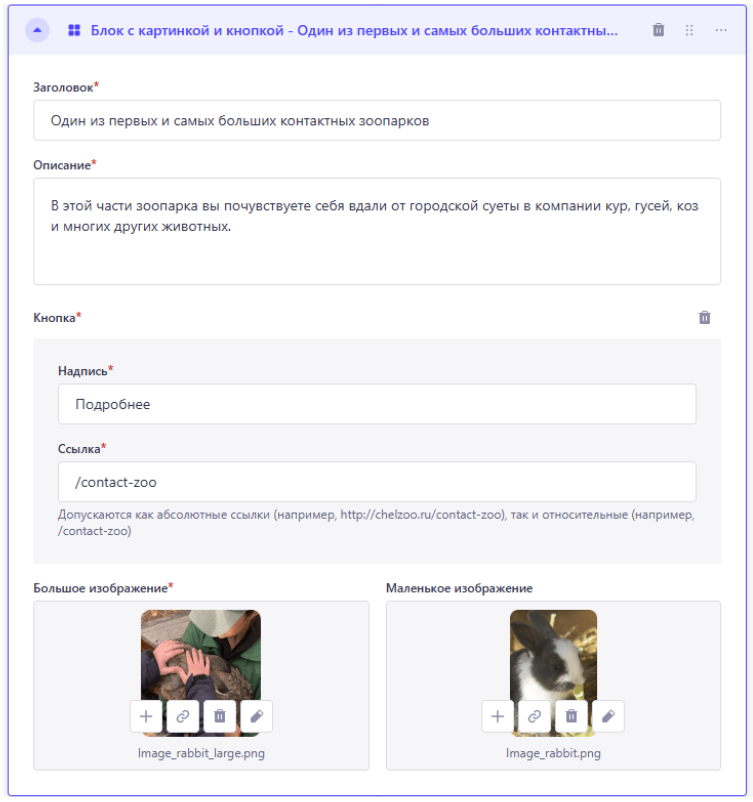 Блок с картинкой и кнопкой - Один из первых и самых больших контактны...
Заголовок*
Один из первых и самых больших контактных зоопарков
Описание*
В этой части зоопарка вы почувствуете себя вдали от городской суеты в компании кур, гусей, коз
и многих других животных.
Кнопка*
Надпись*
Подробнее
Ссылка*
/contact-zoo
Допускаются как абсолютные ссылки (например, http://chelzoo.ru/contact-zoo), так и относительные (например,
/contact-zoo)
Большое изображение*
Маленькое изображение
Image_rabbit_large.png
Image_rabbit.png